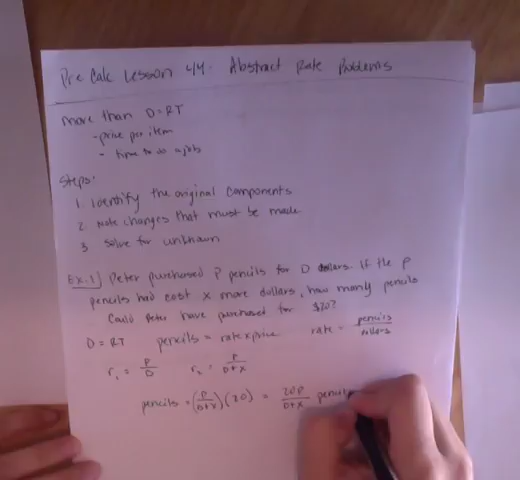 Pre Calc Lesson 44 - Abstract Rate Problems
more than D=RT
- price per item
- time to do a job
Steps:
1. Identify the original components
2. Note changes that must be made
3. Solve for unknown
Ex. 1) Peter purchased P pencils for D dollars. If the p
pencils had cost x more dollars, how many pencils
could Peter have purchased for $20?
D = RT pencils = rate x price rate = pencils/dollars
r₁ = P/D r₂ = P/(D+x)
pencils = (P/(D+x))(20) = 20P/(D+x) pencils